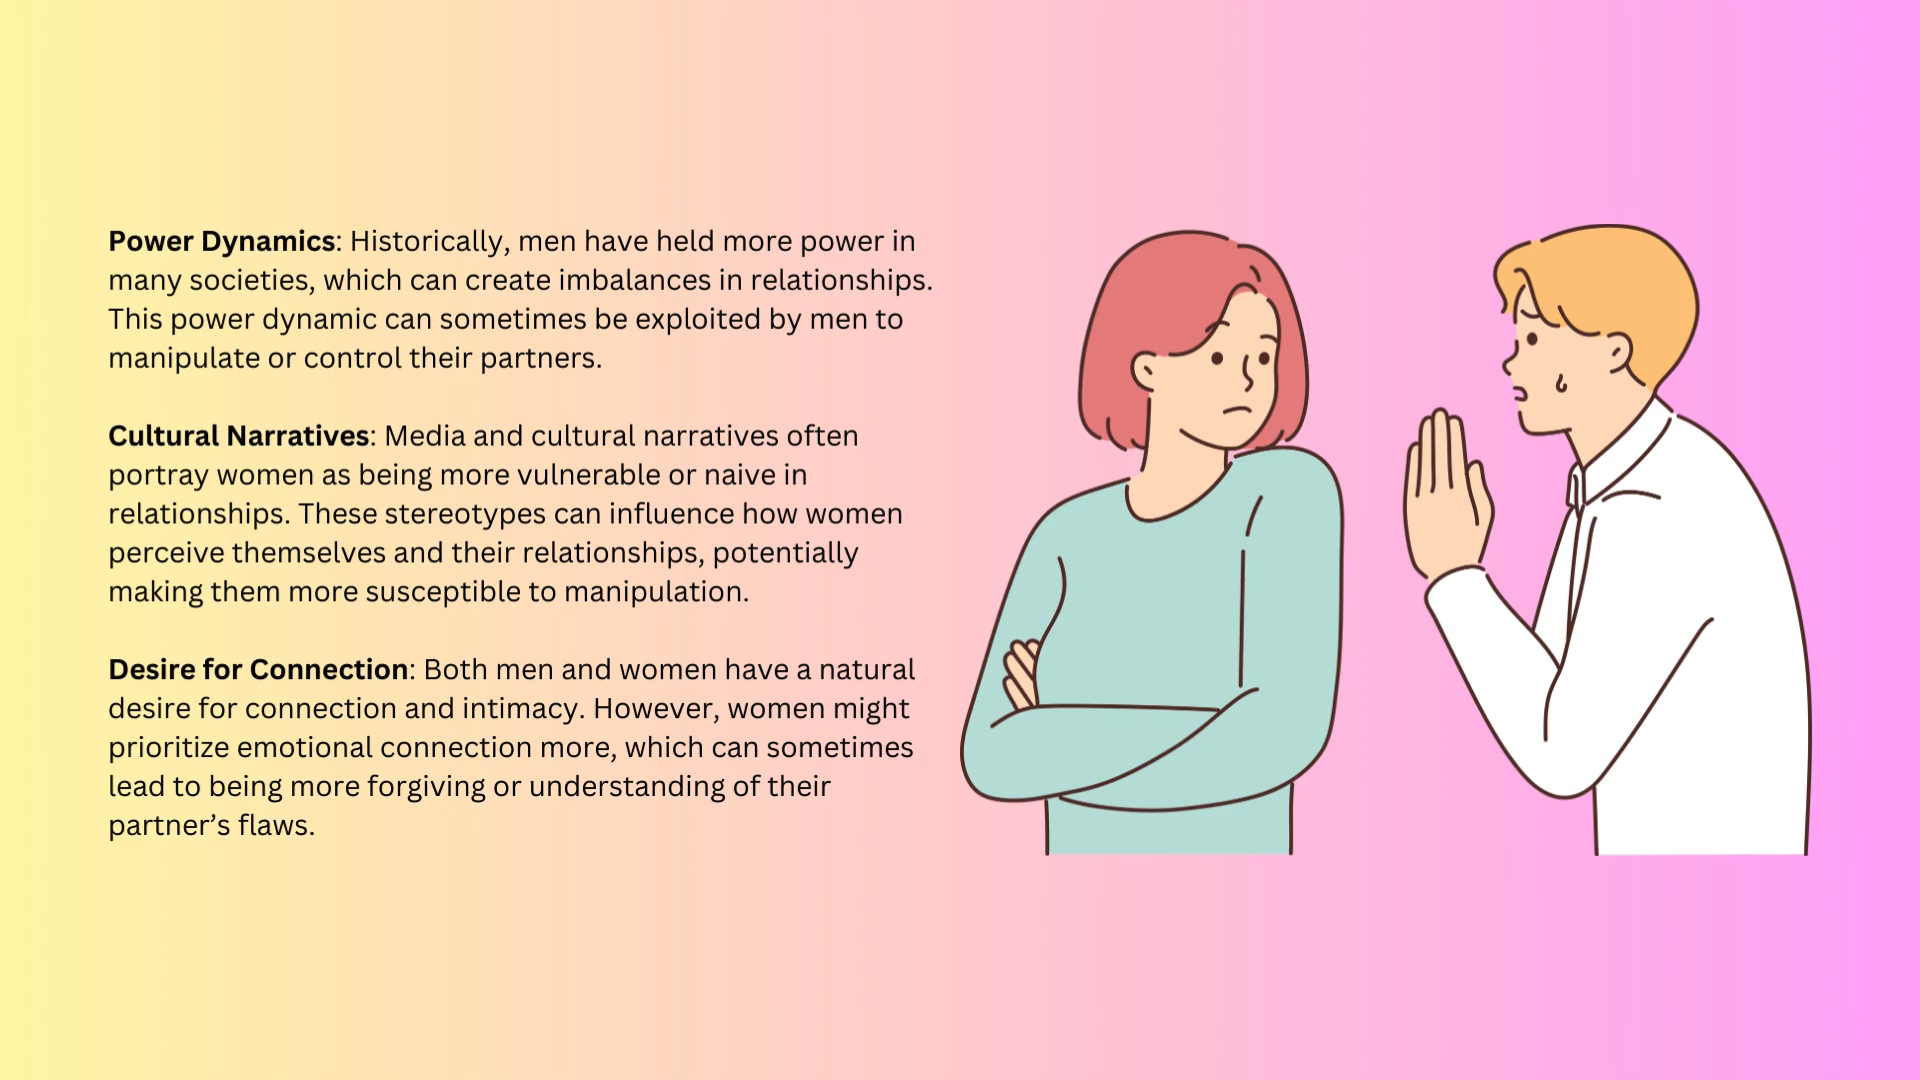 Power Dynamics: Historically, men have held more power in
many societies, which can create imbalances in relationships.
This power dynamic can sometimes be exploited by men to
manipulate or control their partners.
Cultural Narratives: Media and cultural narratives often
portray women as being more vulnerable or naive in
relationships. These stereotypes can influence how women
perceive themselves and their relationships, potentially
making them more susceptible to manipulation.
Desire for Connection: Both men and women have a natural
desire for connection and intimacy. However, women might
prioritize emotional connection more, which can sometimes
lead to being more forgiving or understanding of their
partner’s flaws.